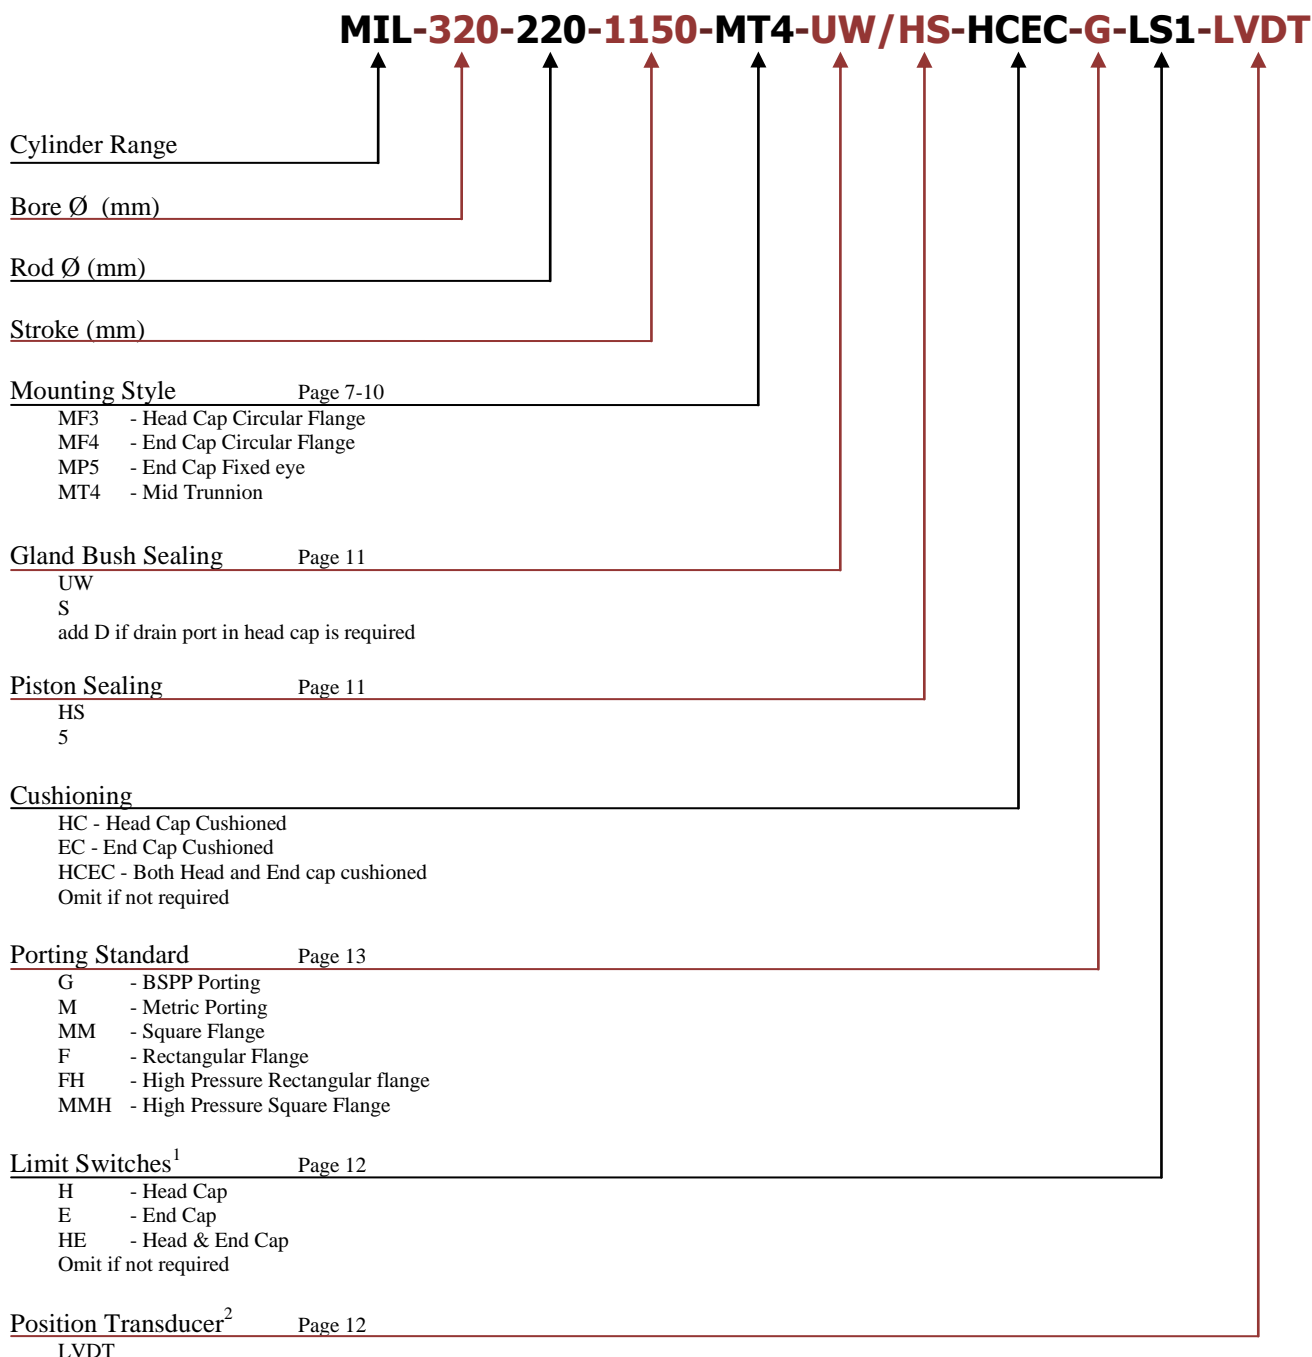 MIL-320-220-1150-MT4-UW/HS-HCEC-G-LS1-LVDT
Cylinder Range
Bore Ø (mm)
Rod Ø (mm)
Stroke (mm)
Mounting Style Page 7-10
MF3 - Head Cap Circular Flange
MF4 - End Cap Circular Flange
MP5 - End Cap Fixed eye
MT4 - Mid Trunnion
Gland Bush Sealing Page 11
UW
S
add D if drain port in head cap is required
Piston Sealing Page 11
HS
5
Cushioning
HC - Head Cap Cushioned
EC - End Cap Cushioned
HCEC - Both Head and End cap cushioned
Omit if not required
Porting Standard Page 13
G - BSPP Porting
M - Metric Porting
MM - Square Flange
F - Rectangular Flange
FH - High Pressure Rectangular flange
MMH - High Pressure Square Flange
Limit Switches¹ Page 12
H - Head Cap
E - End Cap
HE - Head & End Cap
Omit if not required
Position Transducer² Page 12
LVDT